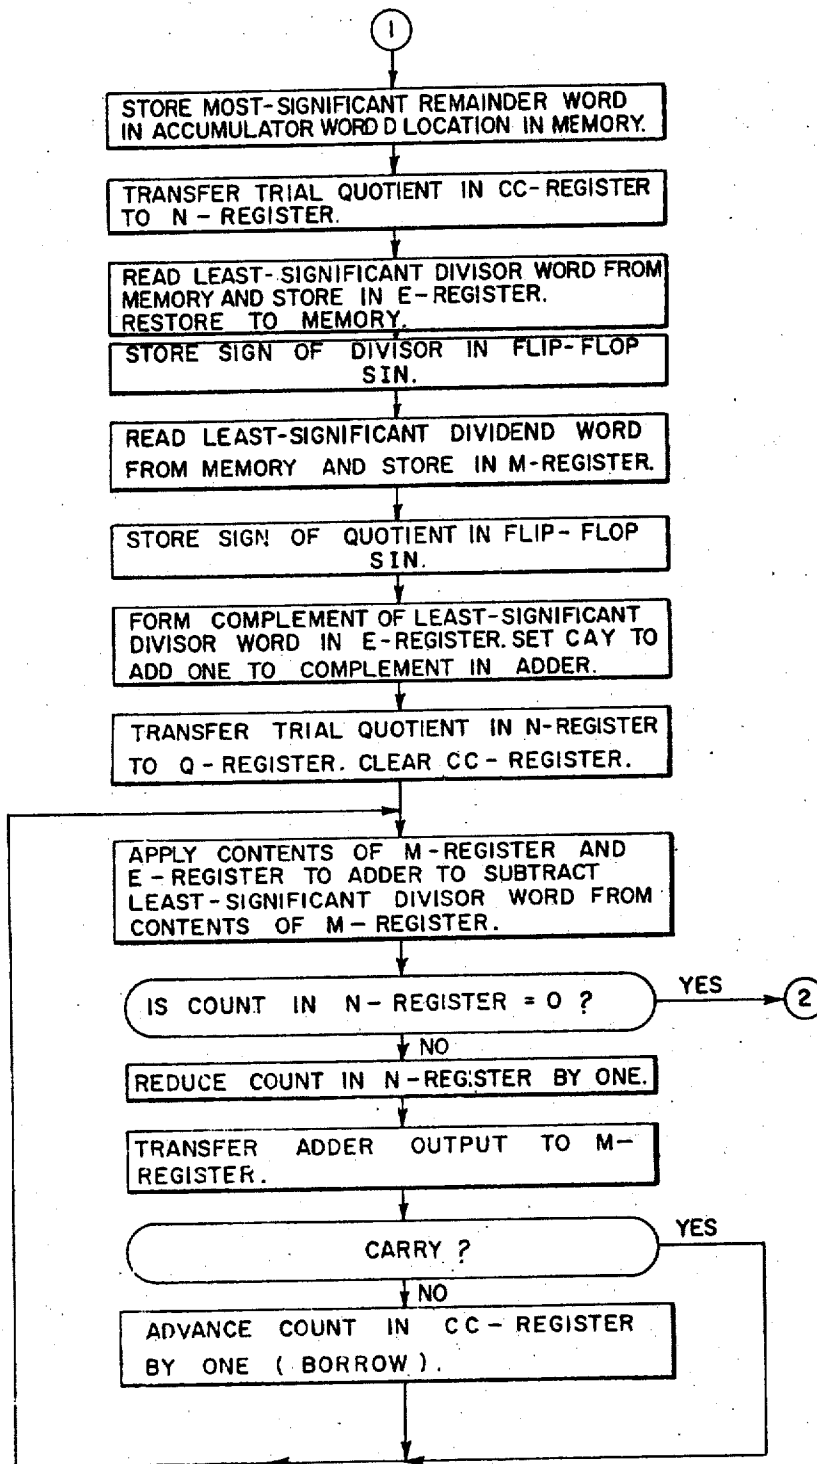 1
STORE MOST-SIGNIFICANT REMAINDER WORD
IN ACCUMULATOR WORD D LOCATION IN MEMORY.
TRANSFER TRIAL QUOTIENT IN CC-REGISTER
TO N-REGISTER.
READ LEAST-SIGNIFICANT DIVISOR WORD FROM
MEMORY AND STORE IN E-REGISTER.
RESTORE TO MEMORY.
STORE SIGN OF DIVISOR IN FLIP-FLOP
SIN.
READ LEAST-SIGNIFICANT DIVIDEND WORD
FROM MEMORY AND STORE IN M-REGISTER.
STORE SIGN OF QUOTIENT IN FLIP-FLOP
SIN.
FORM COMPLEMENT OF LEAST-SIGNIFICANT
DIVISOR WORD IN E-REGISTER. SET CAY TO
ADD ONE TO COMPLEMENT IN ADDER.
TRANSFER TRIAL QUOTIENT IN N-REGISTER
TO Q-REGISTER. CLEAR CC-REGISTER.
APPLY CONTENTS OF M-REGISTER AND
E-REGISTER TO ADDER TO SUBTRACT
LEAST-SIGNIFICANT DIVISOR WORD FROM
CONTENTS OF M-REGISTER.
IS COUNT IN N-REGISTER = 0 ?
YES
2
NO
REDUCE COUNT IN N-REGISTER BY ONE.
TRANSFER ADDER OUTPUT TO M-
REGISTER.
CARRY ?
YES
NO
ADVANCE COUNT IN CC-REGISTER
BY ONE ( BORROW ).